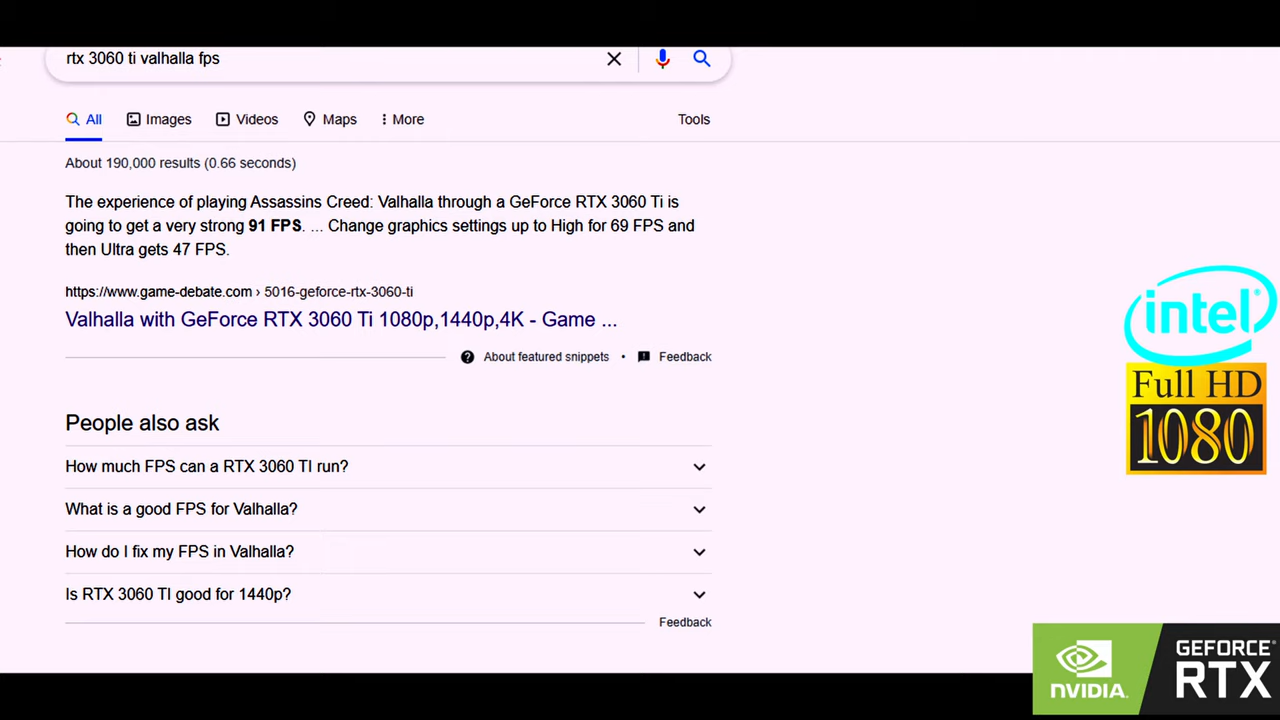 rtx 3060 ti valhalla fps
All Images Videos Maps More Tools
About 190,000 results (0.66 seconds)
The experience of playing Assassins Creed: Valhalla through a GeForce RTX 3060 Ti is
going to get a very strong 91 FPS. ... Change graphics settings up to High for 69 FPS and
then Ultra gets 47 FPS.
https://www.game-debate.com › 5016-geforce-rtx-3060-ti
Valhalla with GeForce RTX 3060 Ti 1080p,1440p,4K - Game ...
About featured snippets • Feedback
People also ask
How much FPS can a RTX 3060 TI run?
What is a good FPS for Valhalla?
How do I fix my FPS in Valhalla?
Is RTX 3060 TI good for 1440p?
Feedback
intel®
Full HD
1080
NVIDIA.
GEFORCE®
RTX